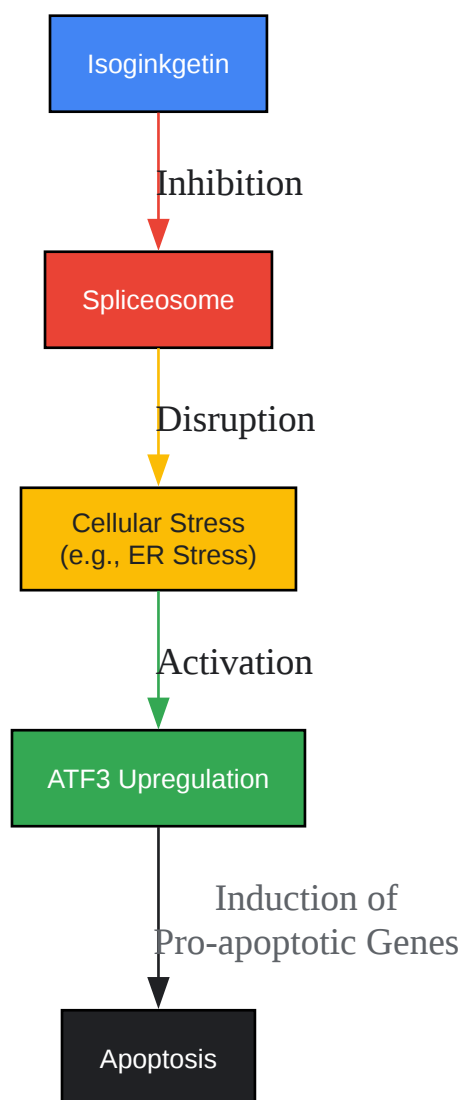 Isoginkgetin
Inhibition
Spliceosome
Disruption
Cellular Stress
(e.g., ER Stress)
Activation
ATF3 Upregulation
Induction of
Pro-apoptotic Genes
Apoptosis